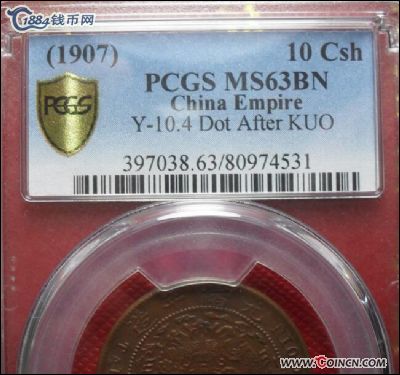 1884钱币网
(1907) 10 Csh
PCGS MS63BN
China Empire
Y-10.4 Dot After KUO
PCGS
397038.63/80974531
www.COINCN.com